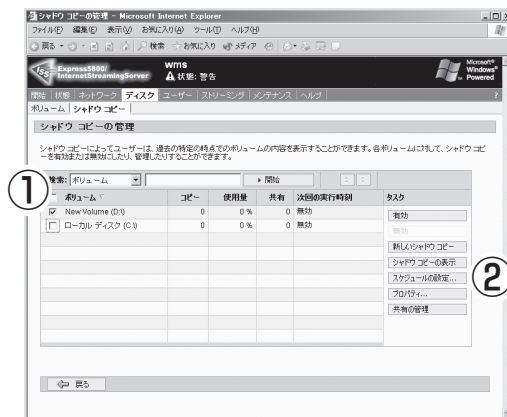 シャドウ コピーの管理 - Microsoft Internet Explorer
ファイル(F) 編集(E) 表示(V) お気に入り(A) ツール(T) ヘルプ(H)
戻る 検索 お気に入り メディア
Express5800/
InternetStreamingServer
wms
状態: 警告
Microsoft
Windows
Powered
開始 状態 ネットワーク ディスク ユーザー ストリーミング メンテナンス ヘルプ ?
ボリューム シャドウ コピー
シャドウ コピーの管理
シャドウ コピーによってユーザーは、過去の特定の時点でのボリュームの内容を表示することができます。各ボリュームに対して、シャドウ コピ
ーを有効または無効にしたり、管理したりすることができます。
①
検索: ボリューム 開始
ボリューム コピー 使用量 共有 次回の実行時刻 タスク
New Volume (D:\) 0 0 % 0 無効
ローカル ディスク (C:\) 0 0 % 0 無効
有効
無効
新しいシャドウ コピー
シャドウ コピーの表示
スケジュールの設定...
プロパティ...
共有の管理
②
戻る